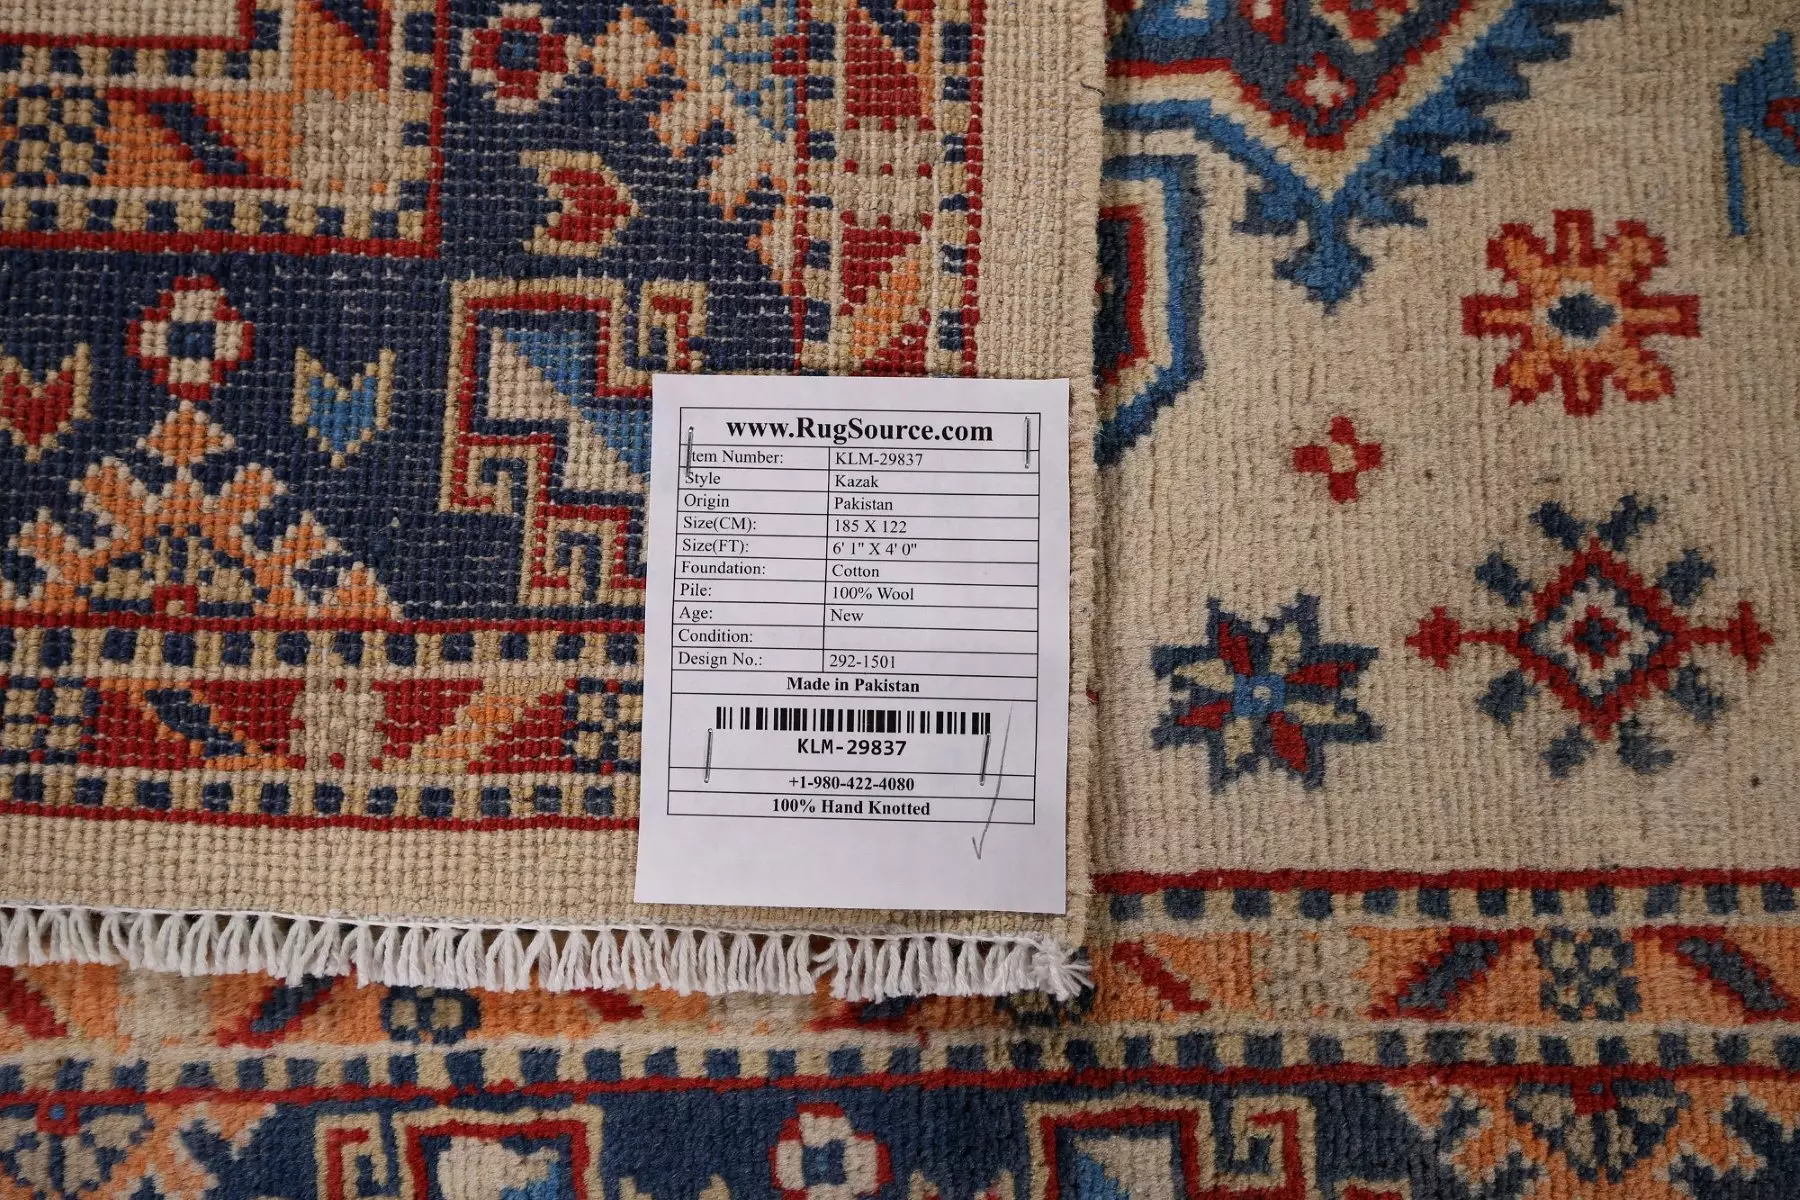 www.RugSource.com
Item Number: KLM-29837
Style Kazak
Origin Pakistan
Size(CM): 185 X 122
Size(FT): 6' 1" X 4' 0"
Foundation: Cotton
Pile: 100% Wool
Age: New
Condition:
Design No.: 292-1501
Made in Pakistan
KLM-29837
+1-980-422-4080
100% Hand Knotted